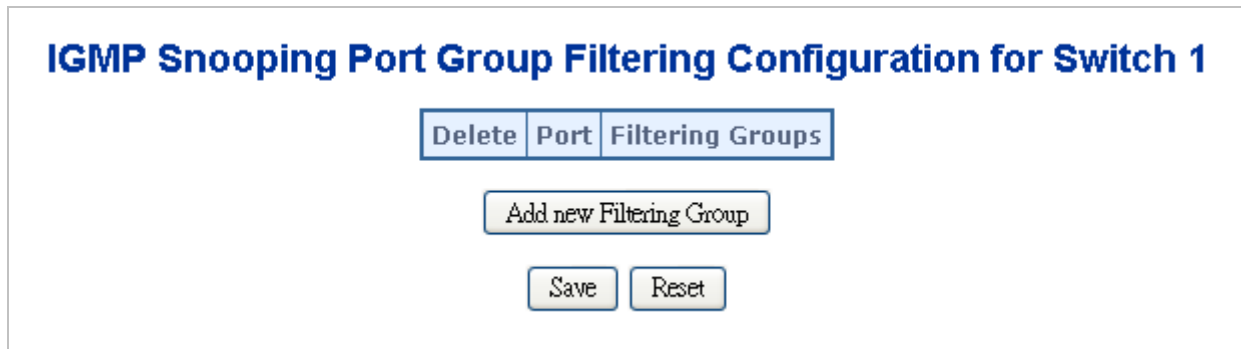 IGMP Snooping Port Group Filtering Configuration for Switch 1
Delete Port Filtering Groups
Add new Filtering Group
Save Reset